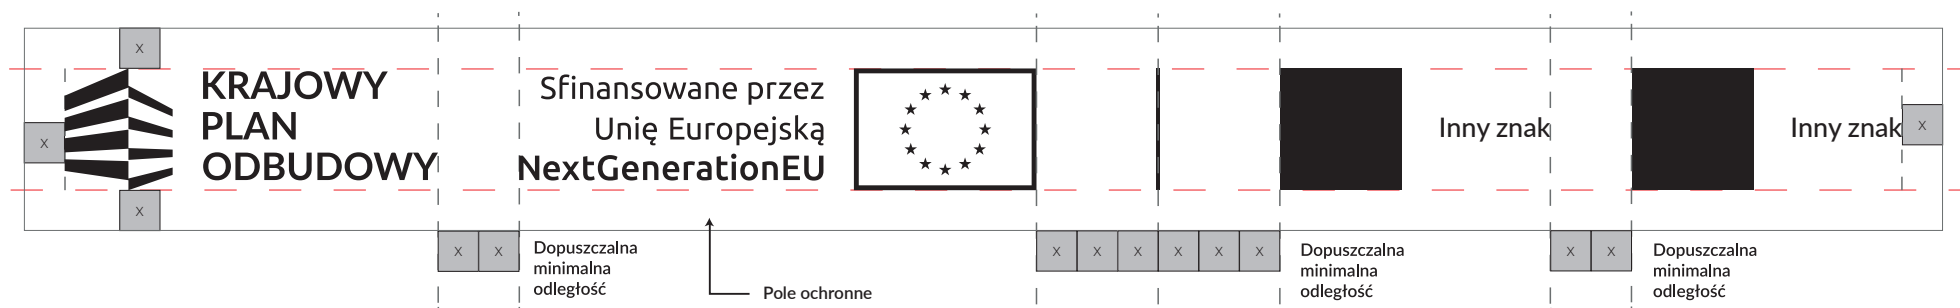 X
KRAJOWY
PLAN
ODBUDOWY
X
X
Sfinansowane przez
Unię Europejską
NextGenerationEU
Inny znak
Inny znak
X
X X
Dopuszczalna
minimalna
odległość
Pole ochronne
X X X X X X
Dopuszczalna
minimalna
odległość
X X
Dopuszczalna
minimalna
odległość